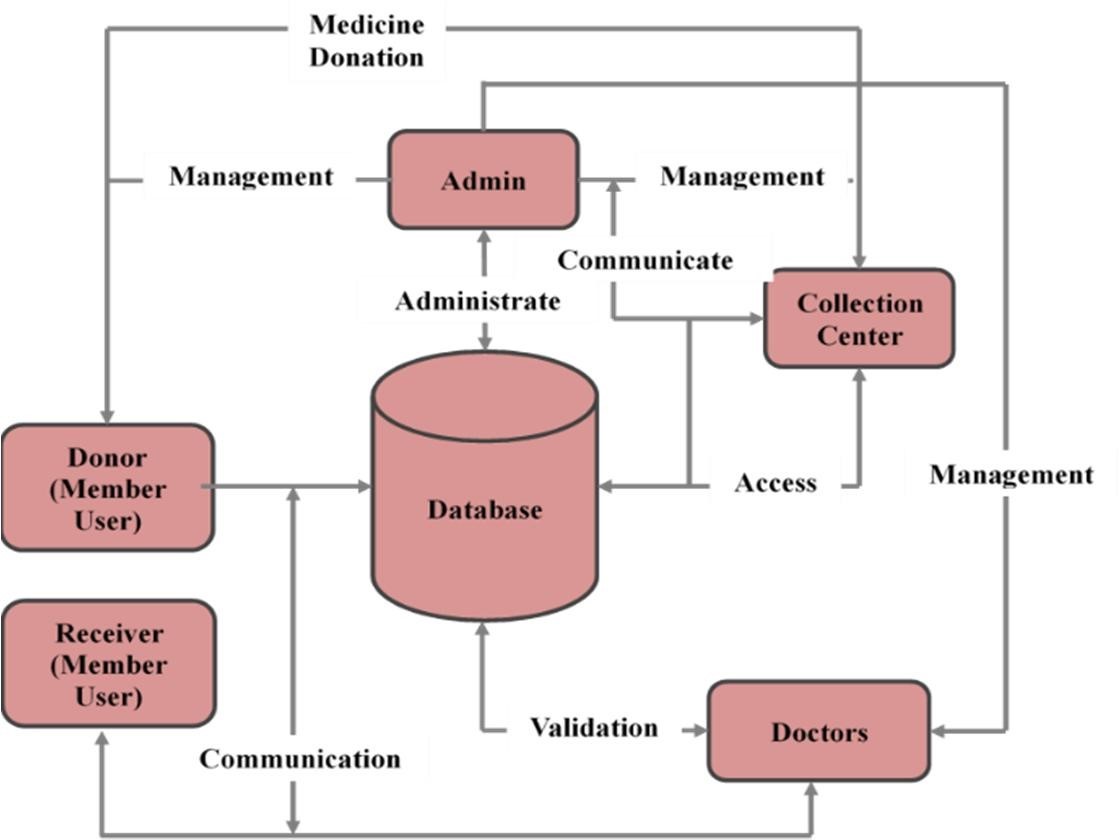 Medicine
Donation
Management
Admin
Management
Communicate
Administrate
Collection
Center
Donor
(Member
User)
Database
Access
Management
Receiver
(Member
User)
Validation
Doctors
Communication